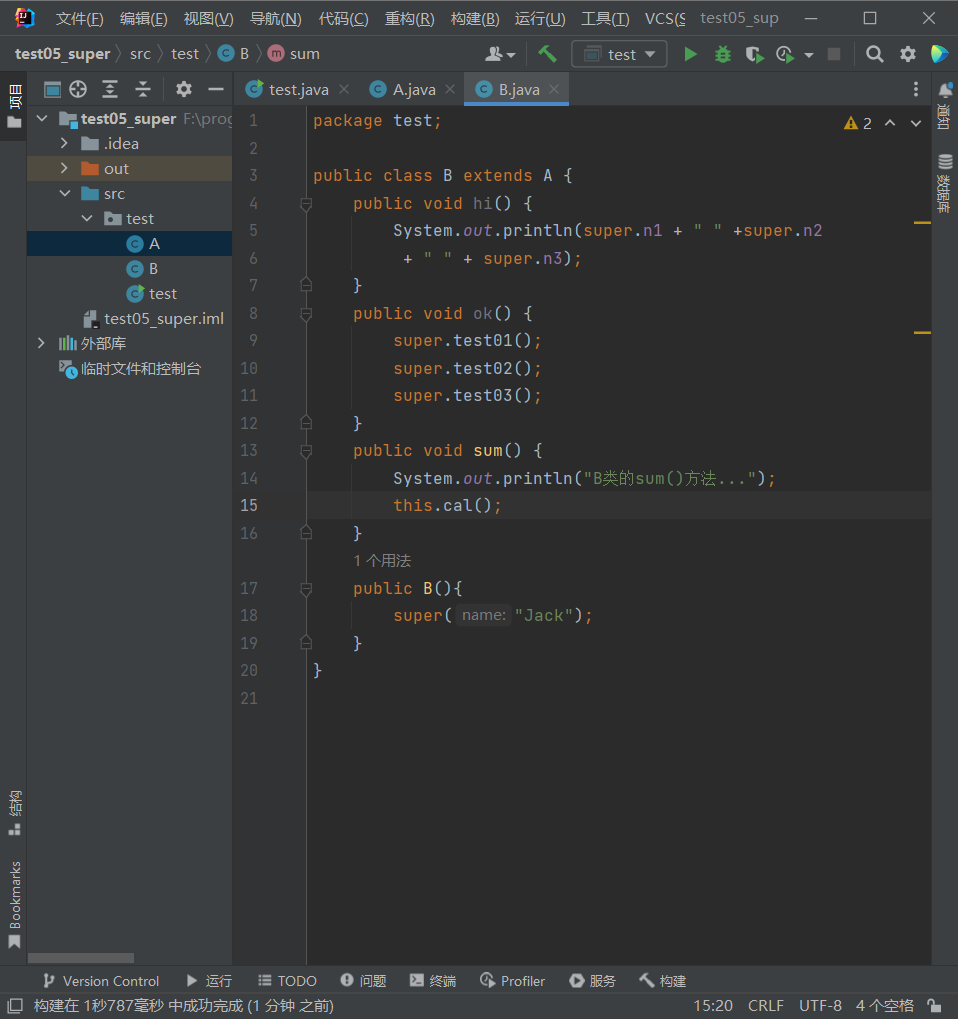 文件(F) 编辑(E) 视图(V) 导航(N) 代码(C) 重构(R) 构建(B) 运行(U) 工具(T) VCS(S test05_sup
test05_super src test B sum
test
项目
test.java A.java B.java
test05_super F:\prog
.idea
out
src
test
A
B
test
test05_super.iml
外部库
临时文件和控制台
2
1 package test;
2
3 public class B extends A {
4 public void hi() {
5 System.out.println(super.n1 + " " +super.n2
6 + " " + super.n3);
7 }
8 public void ok() {
9 super.test01();
10 super.test02();
11 super.test03();
12 }
13 public void sum() {
14 System.out.println("B类的sum()方法...");
15 this.cal();
16 }
1 个用法
17 public B(){
18 super( name: "Jack");
19 }
20 }
21
通知
数据库
结构
Bookmarks
Version Control 运行 TODO 问题 终端 Profiler 服务 构建
构建在 1秒787毫秒 中成功完成 (1 分钟 之前) 15:20 CRLF UTF-8 4 个空格